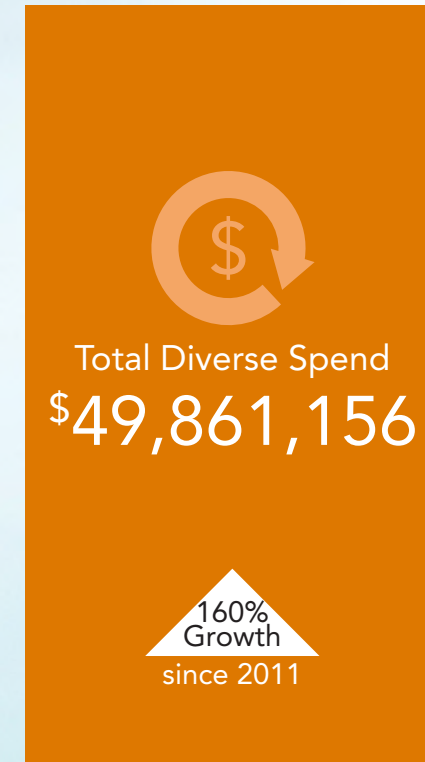 $
Total Diverse Spend
$49,861,156
160%
Growth
since 2011